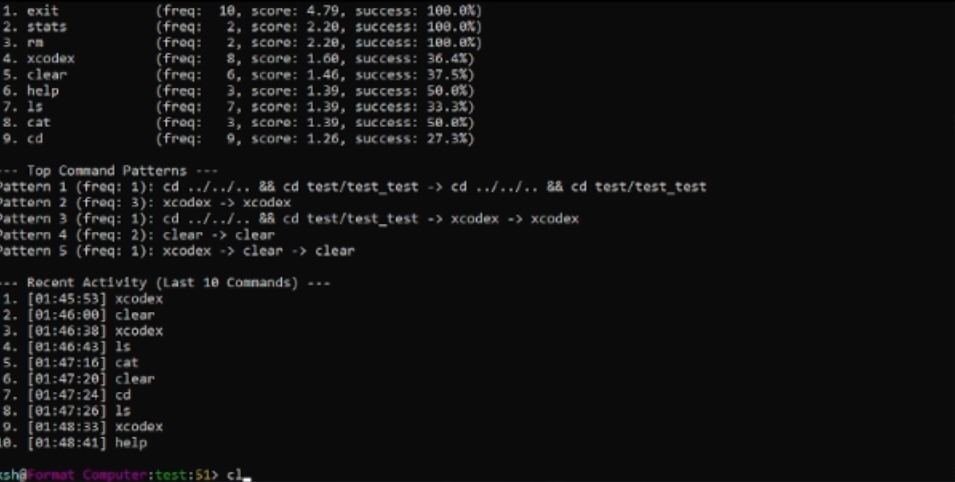 1. exit (freq: 10, score: 4.79, success: 100.0%)
2. stats (freq: 2, score: 2.20, success: 100.0%)
3. rm (freq: 2, score: 2.20, success: 100.0%)
4. xcodex (freq: 8, score: 1.60, success: 36.4%)
5. clear (freq: 6, score: 1.46, success: 37.5%)
6. help (freq: 3, score: 1.39, success: 50.0%)
7. ls (freq: 7, score: 1.39, success: 33.3%)
8. cat (freq: 3, score: 1.39, success: 50.0%)
9. cd (freq: 9, score: 1.26, success: 27.3%)
--- Top Command Patterns ---
Pattern 1 (freq: 1): cd ../../.. && cd test/test_test -> cd ../../.. && cd test/test_test
Pattern 2 (freq: 3): xcodex -> xcodex
Pattern 3 (freq: 1): cd ../../.. && cd test/test_test -> xcodex -> xcodex
Pattern 4 (freq: 2): clear -> clear
Pattern 5 (freq: 1): xcodex -> clear -> clear
--- Recent Activity (Last 10 Commands) ---
1. [01:45:53] xcodex
2. [01:46:00] clear
3. [01:46:38] xcodex
4. [01:46:43] ls
5. [01:47:16] cat
6. [01:47:20] clear
7. [01:47:24] cd
8. [01:47:26] ls
9. [01:48:33] xcodex
10. [01:48:41] help
xsh@Format Computer:test:51> cl_